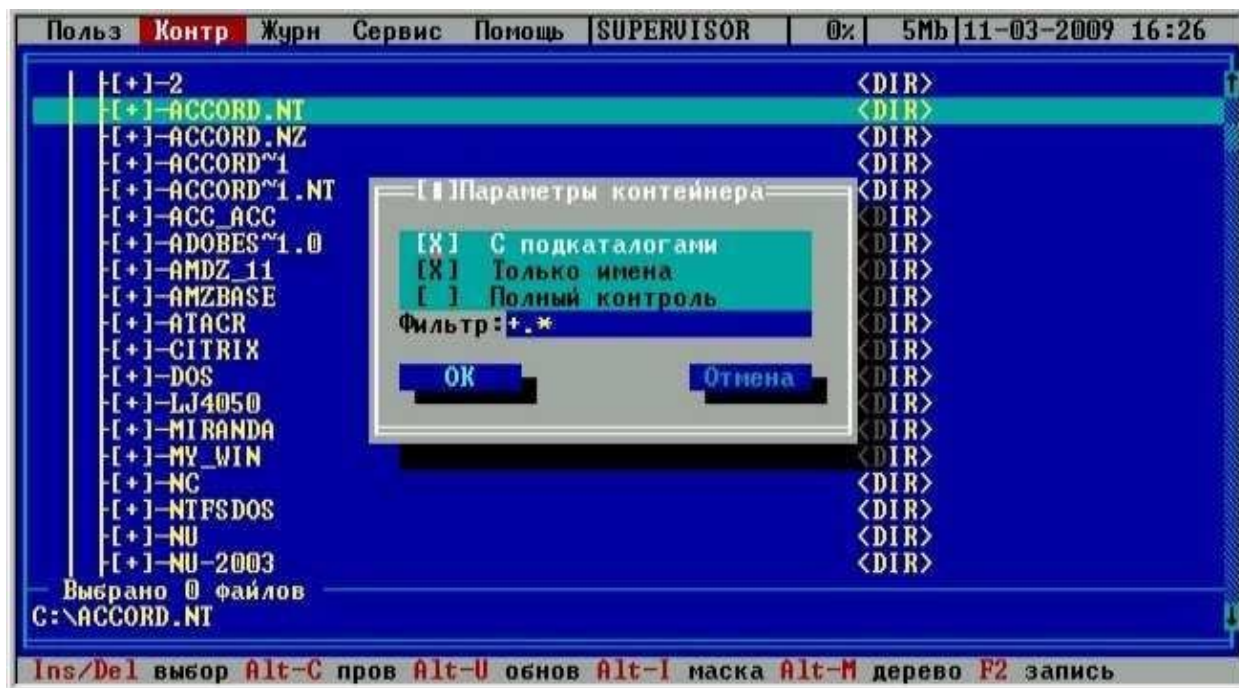 Польз Контр Журн Сервис Помощь SUPERVISOR 0% 5Mb 11-03-2009 16:26
[+]-2 <DIR>
[+]-ACCORD.NT <DIR>
[+]-ACCORD.NZ <DIR>
[+]-ACCORD~1 <DIR>
[+]-ACCORD~1.NT <DIR>
[+]-ACC_ACC <DIR>
[+]-ADOBES~1.0 <DIR>
[+]-AMDZ_11 <DIR>
[+]-AMZBASE <DIR>
[+]-ATACR <DIR>
[+]-CITRIX <DIR>
[+]-DOS <DIR>
[+]-LJ4050 <DIR>
[+]-MIRANDA <DIR>
[+]-MY_WIN <DIR>
[+]-NC <DIR>
[+]-NTFSDOS <DIR>
[+]-NU <DIR>
[+]-NU-2003 <DIR>
Выбрано 0 файлов
C:\ACCORD.NT
[■]Параметры контейнера
[X] С подкаталогами
[X] Только имена
[ ] Полный контроль
Фильтр:+.*
OK Отмена
Ins/Del выбор Alt-C пров Alt-U обнов Alt-I маска Alt-M дерево F2 запись